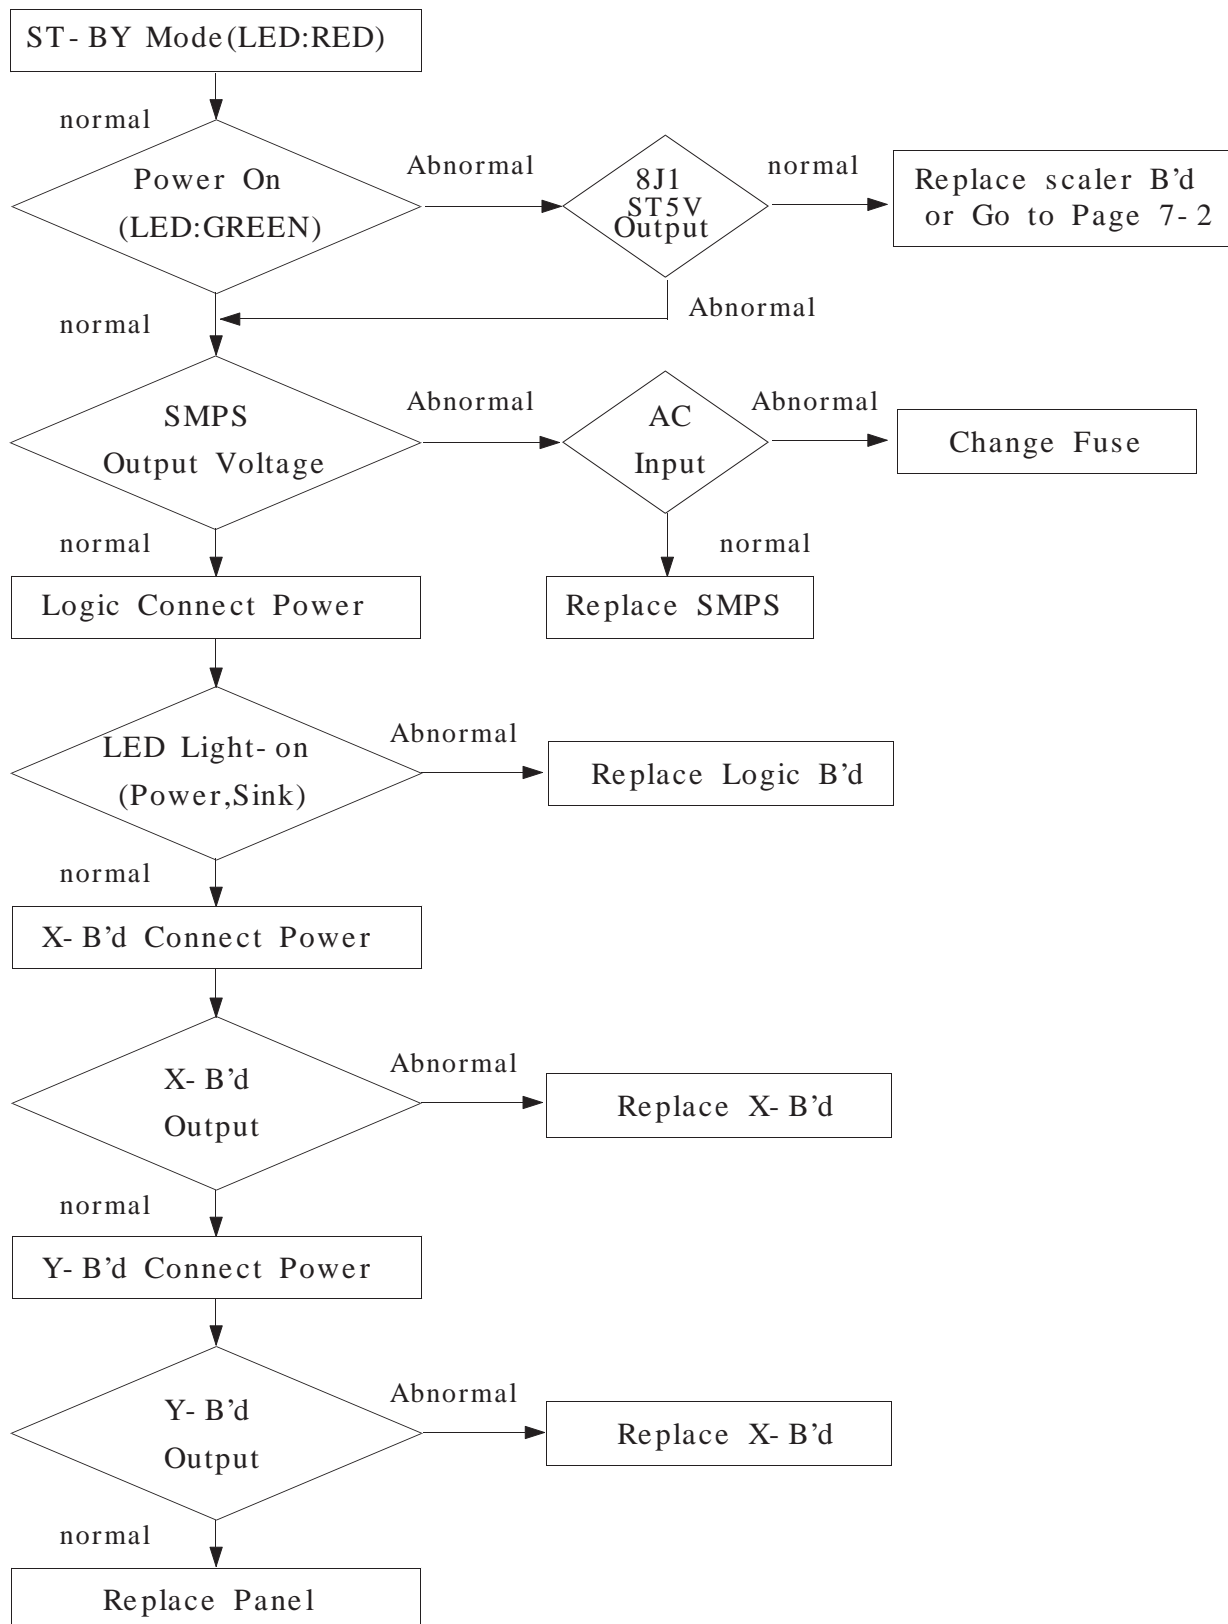 ST-BY Mode(LED:RED)
normal
Power On
(LED:GREEN)
Abnormal
8J1
ST5V
Output
normal
Replace scaler B'd
or Go to Page 7-2
Abnormal
normal
SMPS
Output Voltage
Abnormal
AC
Input
Abnormal
Change Fuse
normal
normal
Logic Connect Power
Replace SMPS
LED Light-on
(Power,Sink)
Abnormal
Replace Logic B'd
normal
X-B'd Connect Power
X-B'd
Output
Abnormal
Replace X-B'd
normal
Y-B'd Connect Power
Y-B'd
Output
Abnormal
Replace X-B'd
normal
Replace Panel